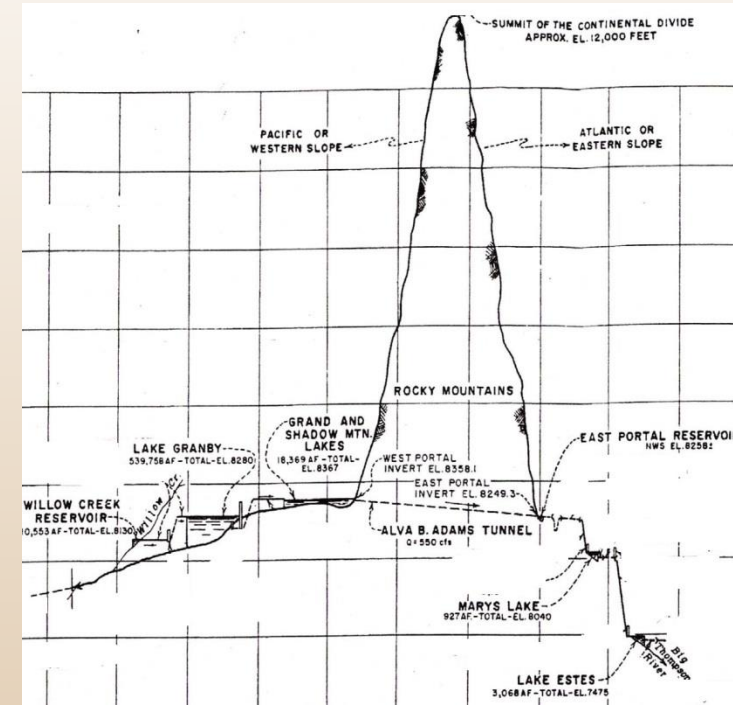 SUMMIT OF THE CONTINENTAL DIVIDE
APPROX. EL. 12,000 FEET
PACIFIC OR
WESTERN SLOPE
ATLANTIC OR
EASTERN SLOPE
ROCKY MOUNTAINS
GRAND AND
SHADOW MTN.
LAKES
18,369 AF-TOTAL-
EL. 8367
LAKE GRANBY
539,758 AF-TOTAL-EL. 8280
WEST PORTAL
INVERT EL. 8358.1
EAST PORTAL RESERVOI
NWS EL. 8258±
EAST PORTAL
INVERT EL. 8249.3
WILLOW CREEK
RESERVOIR
10,553 AF-TOTAL-EL. 8130
Willow Cr.
ALVA B. ADAMS TUNNEL
Q=550 cfs
MARYS LAKE
927 AF.-TOTAL-EL. 8040
Big
Thompson
River
LAKE ESTES
3,068 AF-TOTAL-EL. 7475